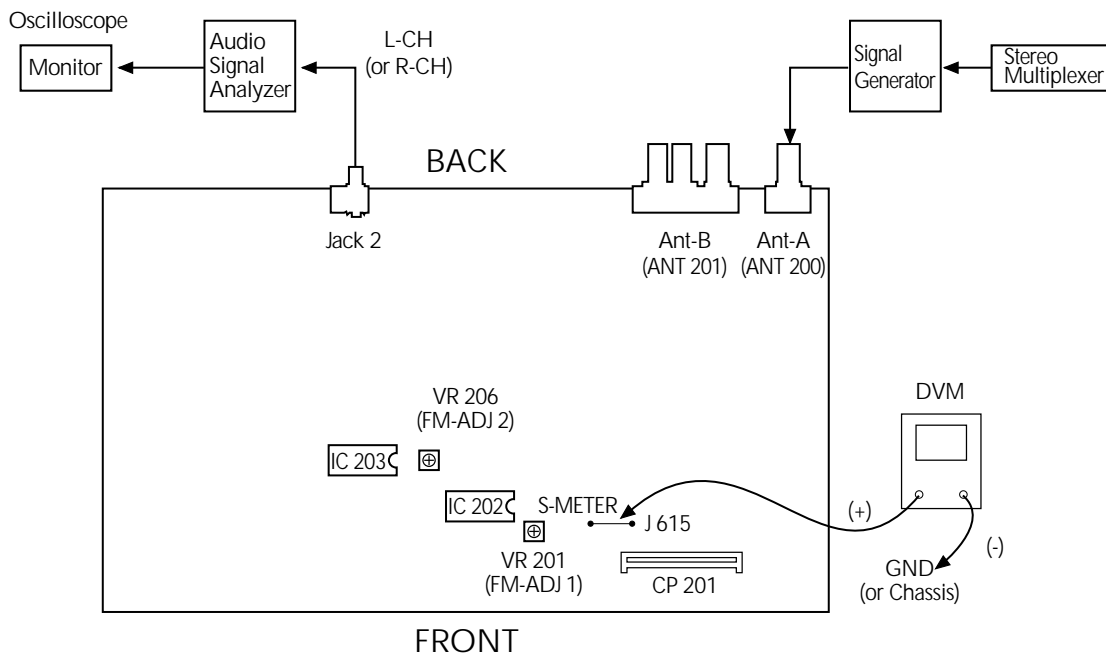 Oscilloscope
Monitor
Audio
Signal
Analyzer
L-CH
(or R-CH)
Signal
Generator
Stereo
Multiplexer
BACK
Jack 2
Ant-B
(ANT 201)
Ant-A
(ANT 200)
VR 206
(FM-ADJ 2)
IC 203
IC 202
S-METER
J 615
VR 201
(FM-ADJ 1)
CP 201
DVM
(+)
(-)
GND
(or Chassis)
FRONT